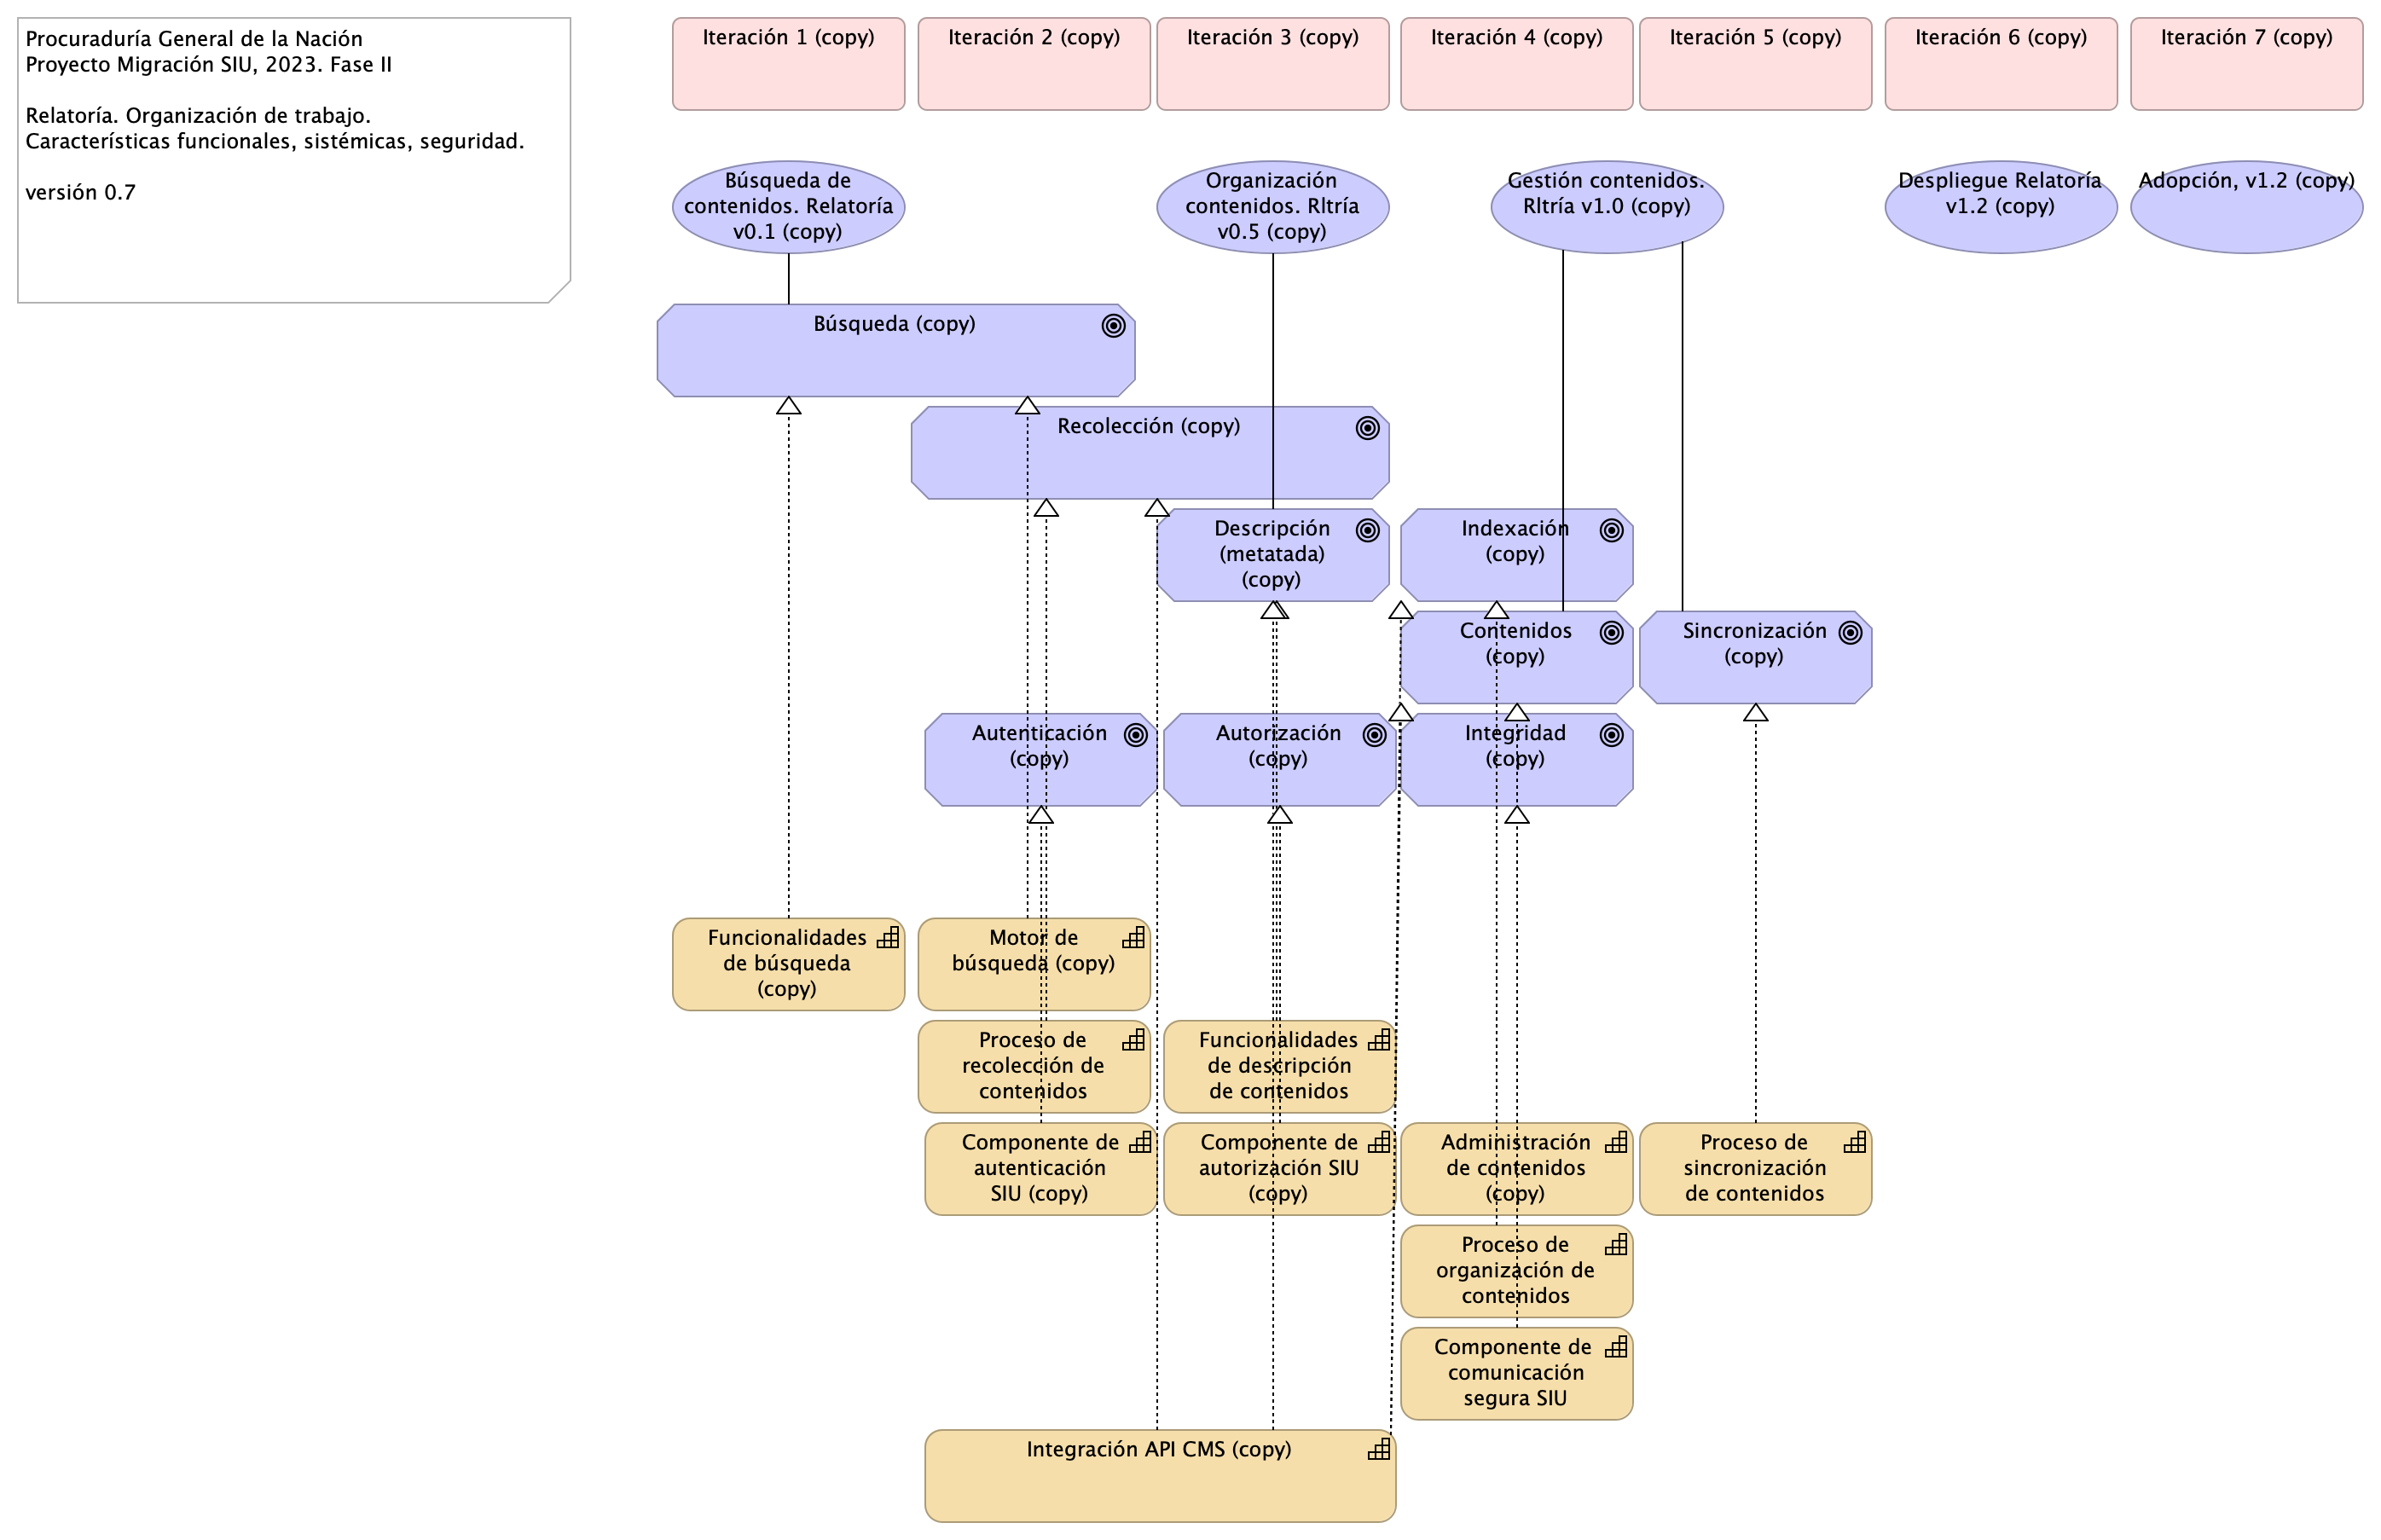 Procuraduría General de la Nación
Proyecto Migración SIU, 2023. Fase II
Relatoría. Organización de trabajo.
Características funcionales, sistémicas, seguridad.
versión 0.7
Iteración 1 (copy)
Iteración 2 (copy)
Iteración 3 (copy)
Iteración 4 (copy)
Iteración 5 (copy)
Iteración 6 (copy)
Iteración 7 (copy)
Búsqueda de
contenidos. Relatoría
v0.1 (copy)
Organización
contenidos. Rltría
v0.5 (copy)
Gestión contenidos.
Rltría v1.0 (copy)
Despliegue Relatoría
v1.2 (copy)
Adopción, v1.2 (copy)
Búsqueda (copy)
Recolección (copy)
Descripción
(metatada)
(copy)
Indexación
(copy)
Contenidos
(copy)
Sincronización
(copy)
Autenticación
(copy)
Autorización
(copy)
Integridad
(copy)
Funcionalidades
de búsqueda
(copy)
Motor de
búsqueda (copy)
Proceso de
recolección de
contenidos
Funcionalidades
de descripción
de contenidos
Componente de
autenticación
SIU (copy)
Componente de
autorización SIU
(copy)
Administración
de contenidos
(copy)
Proceso de
sincronización
de contenidos
Proceso de
organización de
contenidos
Componente de
comunicación
segura SIU
Integración API CMS (copy)